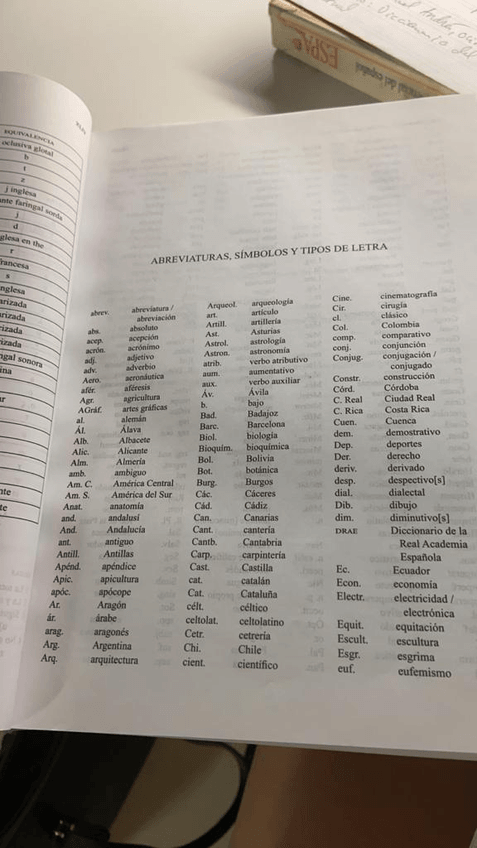 ESPA
del español
EQUIVALENCIA
oclusiva glotal
b
t
z
j inglesa
j
d
r
s
ABREVIATURAS, SÍMBOLOS Y TIPOS DE LETRA
abrev. abreviatura /
abreviación
abs. absoluto
acep. acepción
acrón. acrónimo
adj. adjetivo
adv. adverbio
Aero. aeronáutica
afér. aféresis
Agr. agricultura
AGráf. artes gráficas
al. alemán
Ál. Álava
Alb. Albacete
Alic. Alicante
Alm. Almería
amb. ambiguo
Am. C. América Central
Am. S. América del Sur
Anat. anatomía
and. andalusí
And. Andalucía
ant. antiguo
Antill. Antillas
Apénd. apéndice
Apic. apicultura
apóc. apócope
Ar. Aragón
ár. árabe
arag. aragonés
Arg. Argentina
Arq. arquitectura
Arqueol. arqueología
art. artículo
Artill. artillería
Ast. Asturias
Astrol. astrología
Astron. astronomía
atrib. verbo atributivo
aum. aumentativo
aux. verbo auxiliar
Áv. Ávila
b. bajo
Bad. Badajoz
Barc. Barcelona
Biol. biología
Bioquím. bioquímica
Bol. Bolivia
Bot. botánica
Burg. Burgos
Các. Cáceres
Cád. Cádiz
Can. Canarias
Cant. cantería
Cantb. Cantabria
Carp. carpintería
Cast. Castilla
cat. catalán
Cat. Cataluña
célt. céltico
celtolat. celtolatino
Cetr. cetrería
Chi. Chile
cient. científico
Cine. cinematografía
Cir. cirugía
cl. clásico
Col. Colombia
comp. comparativo
conj. conjunción
Conjug. conjugación /
conjugado
Constr. construcción
Córd. Córdoba
C. Real Ciudad Real
C. Rica Costa Rica
Cuen. Cuenca
dem. demostrativo
Dep. deportes
Der. derecho
deriv. derivado
desp. despectivo[s]
dial. dialectal
Dib. dibujo
dim. diminutivo[s]
DRAE Diccionario de la
Real Academia
Española
Ec. Ecuador
Econ. economía
Electr. electricidad /
electrónica
Equit. equitación
Escult. escultura
Esgr. esgrima
euf. eufemismo